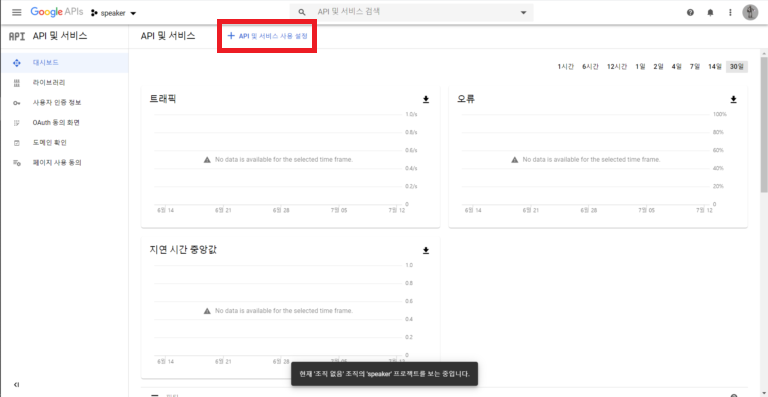 Google APIs speaker API 및 서비스 검색
API API 및 서비스
API 및 서비스
+ API 및 서비스 사용 설정
대시보드
라이브러리
사용자 인증 정보
OAuth 동의 화면
도메인 확인
페이지 사용 동의
1시간 6시간 12시간 1일 2일 4일 7일 14일 30일
트래픽
1.0/s
0.8/s
0.6/s
No data is available for the selected time frame.
0.4/s
0.2/s
0
6월 14 6월 21 6월 28 7월 05 7월 12
오류
100%
80%
60%
No data is available for the selected time frame.
40%
20%
0
6월 14 6월 21 6월 28 7월 05 7월 12
지연 시간 중앙값
1.0
0.8
0.6
No data is available for the selected time frame.
0.4
0.2
0
6월 14 6월 21 6월 28 7월 05 7월 12
현재 '조직 없음' 조직의 'speaker' 프로젝트를 보는 중입니다.